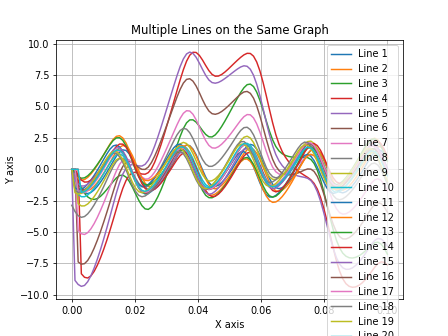 Multiple Lines on the Same Graph
10.0
7.5
5.0
2.5
0.0
−2.5
−5.0
−7.5
−10.0
Y axis
0.00
0.02
0.04
0.06
X axis
Line 1
Line 2
Line 3
Line 4
Line 5
Line 6
Line 7
Line 8
Line 9
Line 10
Line 11
Line 12
Line 13
Line 14
Line 15
Line 16
Line 17
Line 18
Line 19
Line 20